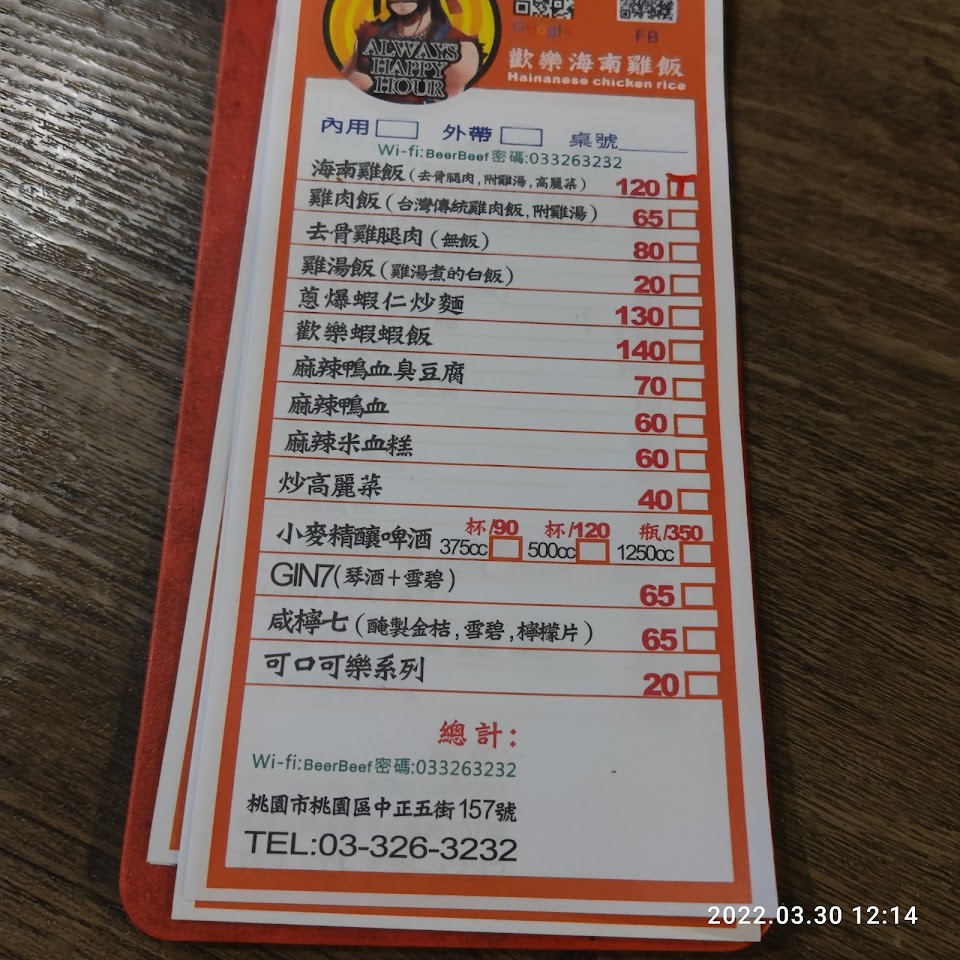 ALWAYS
HAPPY
HOUR
Google
FB
歡樂海南雞飯
Hainanese chicken rice
內用 外帶 桌號
Wi-fi:BeerBeef密碼:033263232
海南雞飯(去骨腿肉,附雞湯,高麗菜) 120
雞肉飯(台灣傳統雞肉飯,附雞湯) 65
去骨雞腿肉(無飯) 80
雞湯飯(雞湯煮的白飯) 20
蔥爆蝦仁炒麵 130
歡樂蝦蝦飯 140
麻辣鴨血臭豆腐 70
麻辣鴨血 60
麻辣米血糕 60
炒高麗菜 40
小麥精釀啤酒 杯/90 375cc 杯/120 500cc 瓶/350 1250cc
GIN7(琴酒+雪碧) 65
咸檸七(醃製金桔,雪碧,檸檬片) 65
可口可樂系列 20
總計:
Wi-fi:BeerBeef密碼:033263232
桃園市桃園區中正五街157號
TEL:03-326-3232
2022.03.30 12:14